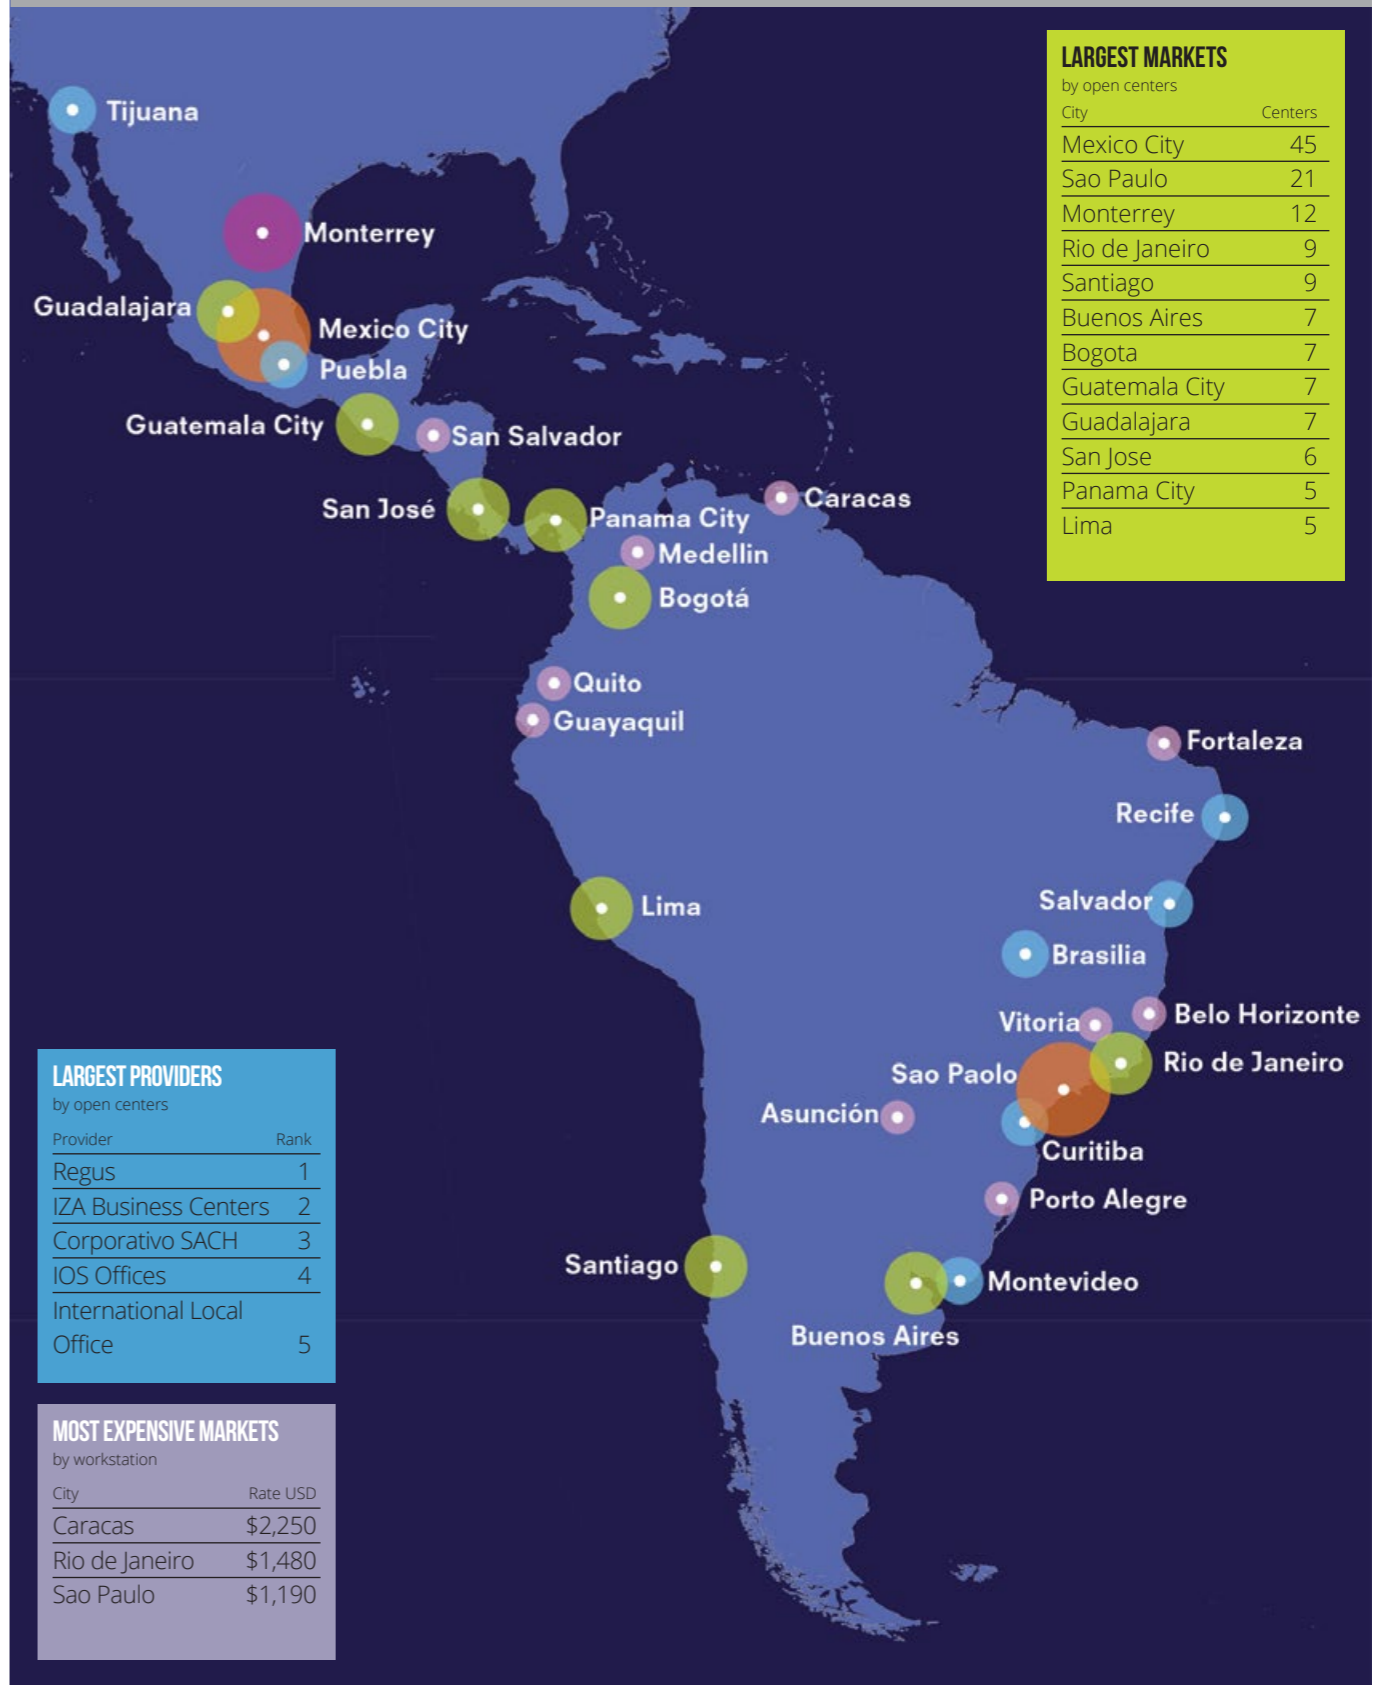 LARGEST MARKETS
by open centers
City Centers
Mexico City 45
Sao Paulo 21
Monterrey 12
Rio de Janeiro 9
Santiago 9
Buenos Aires 7
Bogota 7
Guatemala City 7
Guadalajara 7
San Jose 6
Panama City 5
Lima 5
Tijuana
Monterrey
Guadalajara
Mexico City
Puebla
Guatemala City
San Salvador
San José
Panama City
Caracas
Medellin
Bogotá
Quito
Guayaquil
Fortaleza
Recife
Lima
Salvador
Brasilia
Vitoria
Belo Horizonte
Rio de Janeiro
Sao Paolo
Asunción
Curitiba
Porto Alegre
Santiago
Montevideo
Buenos Aires
LARGEST PROVIDERS
by open centers
Provider Rank
Regus 1
IZA Business Centers 2
Corporativo SACH 3
IOS Offices 4
International Local
Office 5
MOST EXPENSIVE MARKETS
by workstation
City Rate USD
Caracas $2,250
Rio de Janeiro $1,480
Sao Paulo $1,190